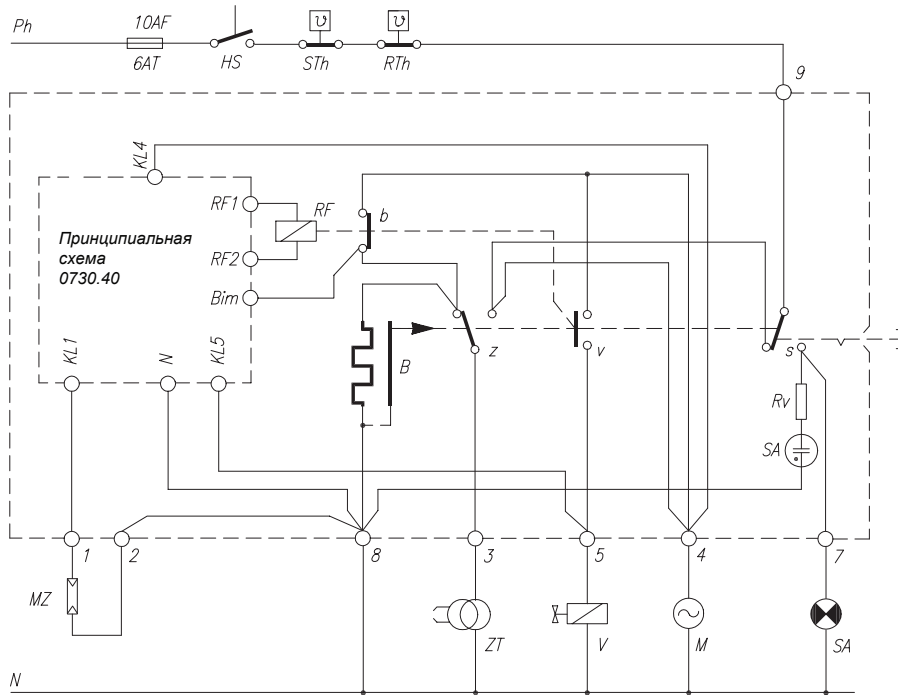 Ph
10AF
6AT
HS
ϑ
STh
ϑ
RTh
9
KL4
RF1
RF
b
Принципиальная
схема
0730.40
RF2
Bim
KL1
N
KL5
B
z
v
s
Rv
SA
1
2
8
3
5
4
7
MZ
ZT
V
M
SA
N